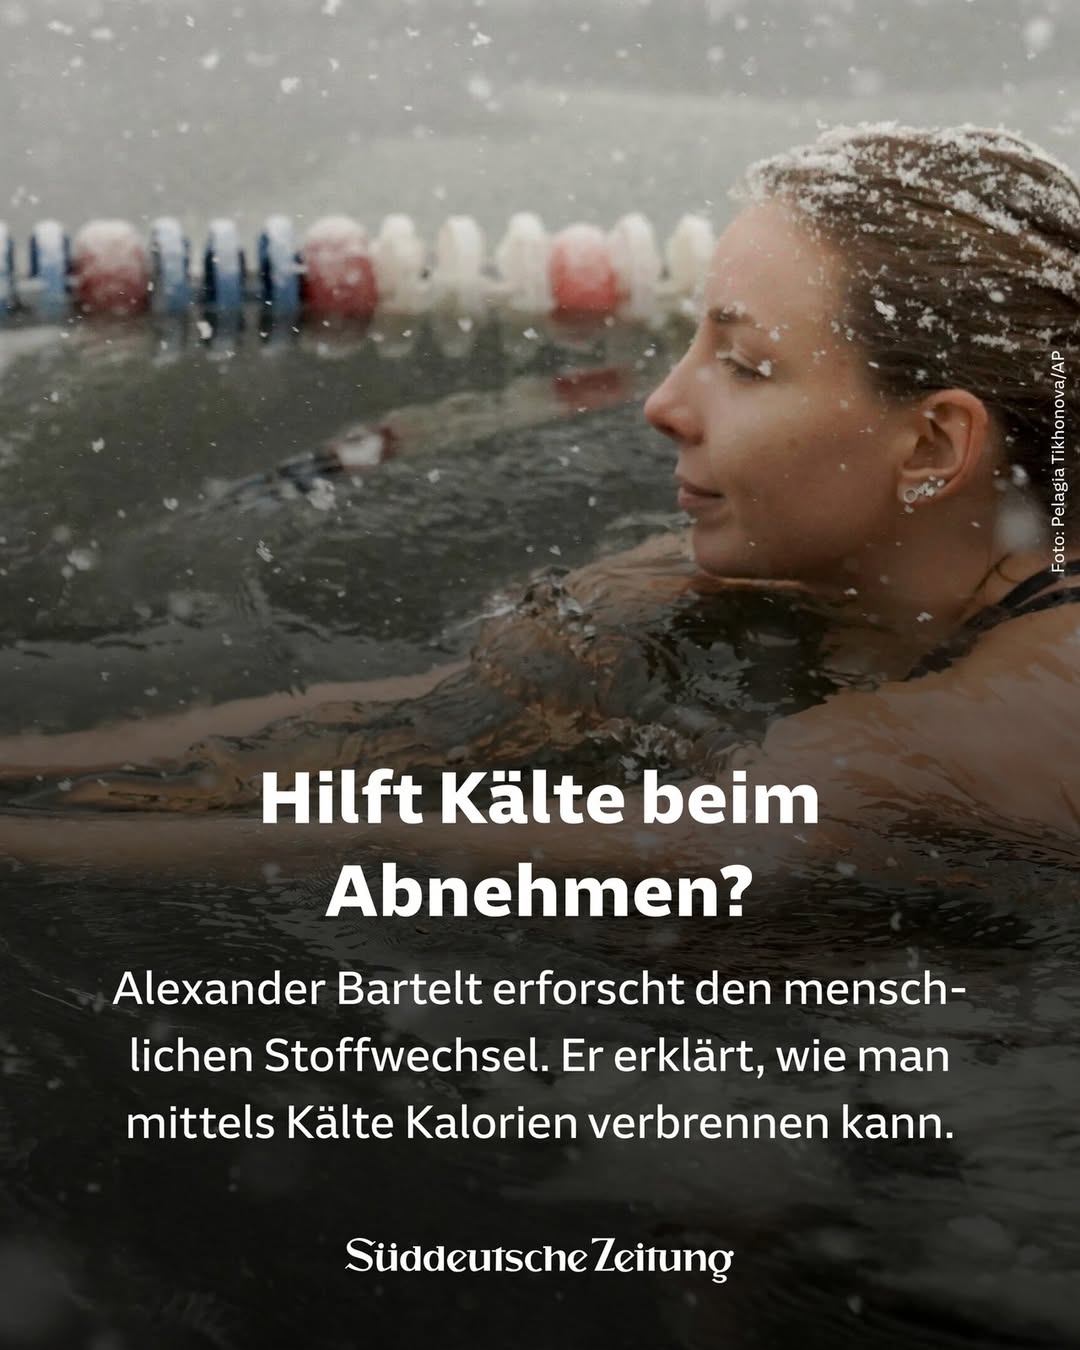 Foto: Pelagia Tikhonova/AP
Hilft Kälte beim
Abnehmen?
Alexander Bartelt erforscht den mensch-
lichen Stoffwechsel. Er erklärt, wie man
mittels Kälte Kalorien verbrennen kann.
Süddeutsche Zeitung